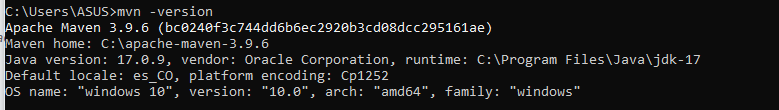 C:\Users\ASUS>mvn -version
Apache Maven 3.9.6 (bc0240f3c744dd6b6ec2920b3cd08dcc295161ae)
Maven home: C:\apache-maven-3.9.6
Java version: 17.0.9, vendor: Oracle Corporation, runtime: C:\Program Files\Java\jdk-17
Default locale: es_CO, platform encoding: Cp1252
OS name: "windows 10", version: "10.0", arch: "amd64", family: "windows"